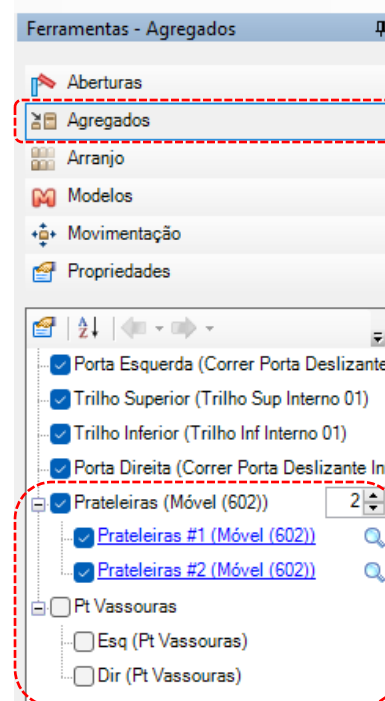 Ferramentas - Agregados
Aberturas
Agregados
Arranjo
Modelos
Movimentação
Propriedades
Porta Esquerda (Correr Porta Deslizante
Trilho Superior (Trilho Sup Interno 01)
Trilho Inferior (Trilho Inf Interno 01)
Porta Direita (Correr Porta Deslizante In
Prateleiras (Móvel (602)) 2
Prateleiras #1 (Móvel (602))
Prateleiras #2 (Móvel (602))
Pt Vassouras
Esq (Pt Vassouras)
Dir (Pt Vassouras)